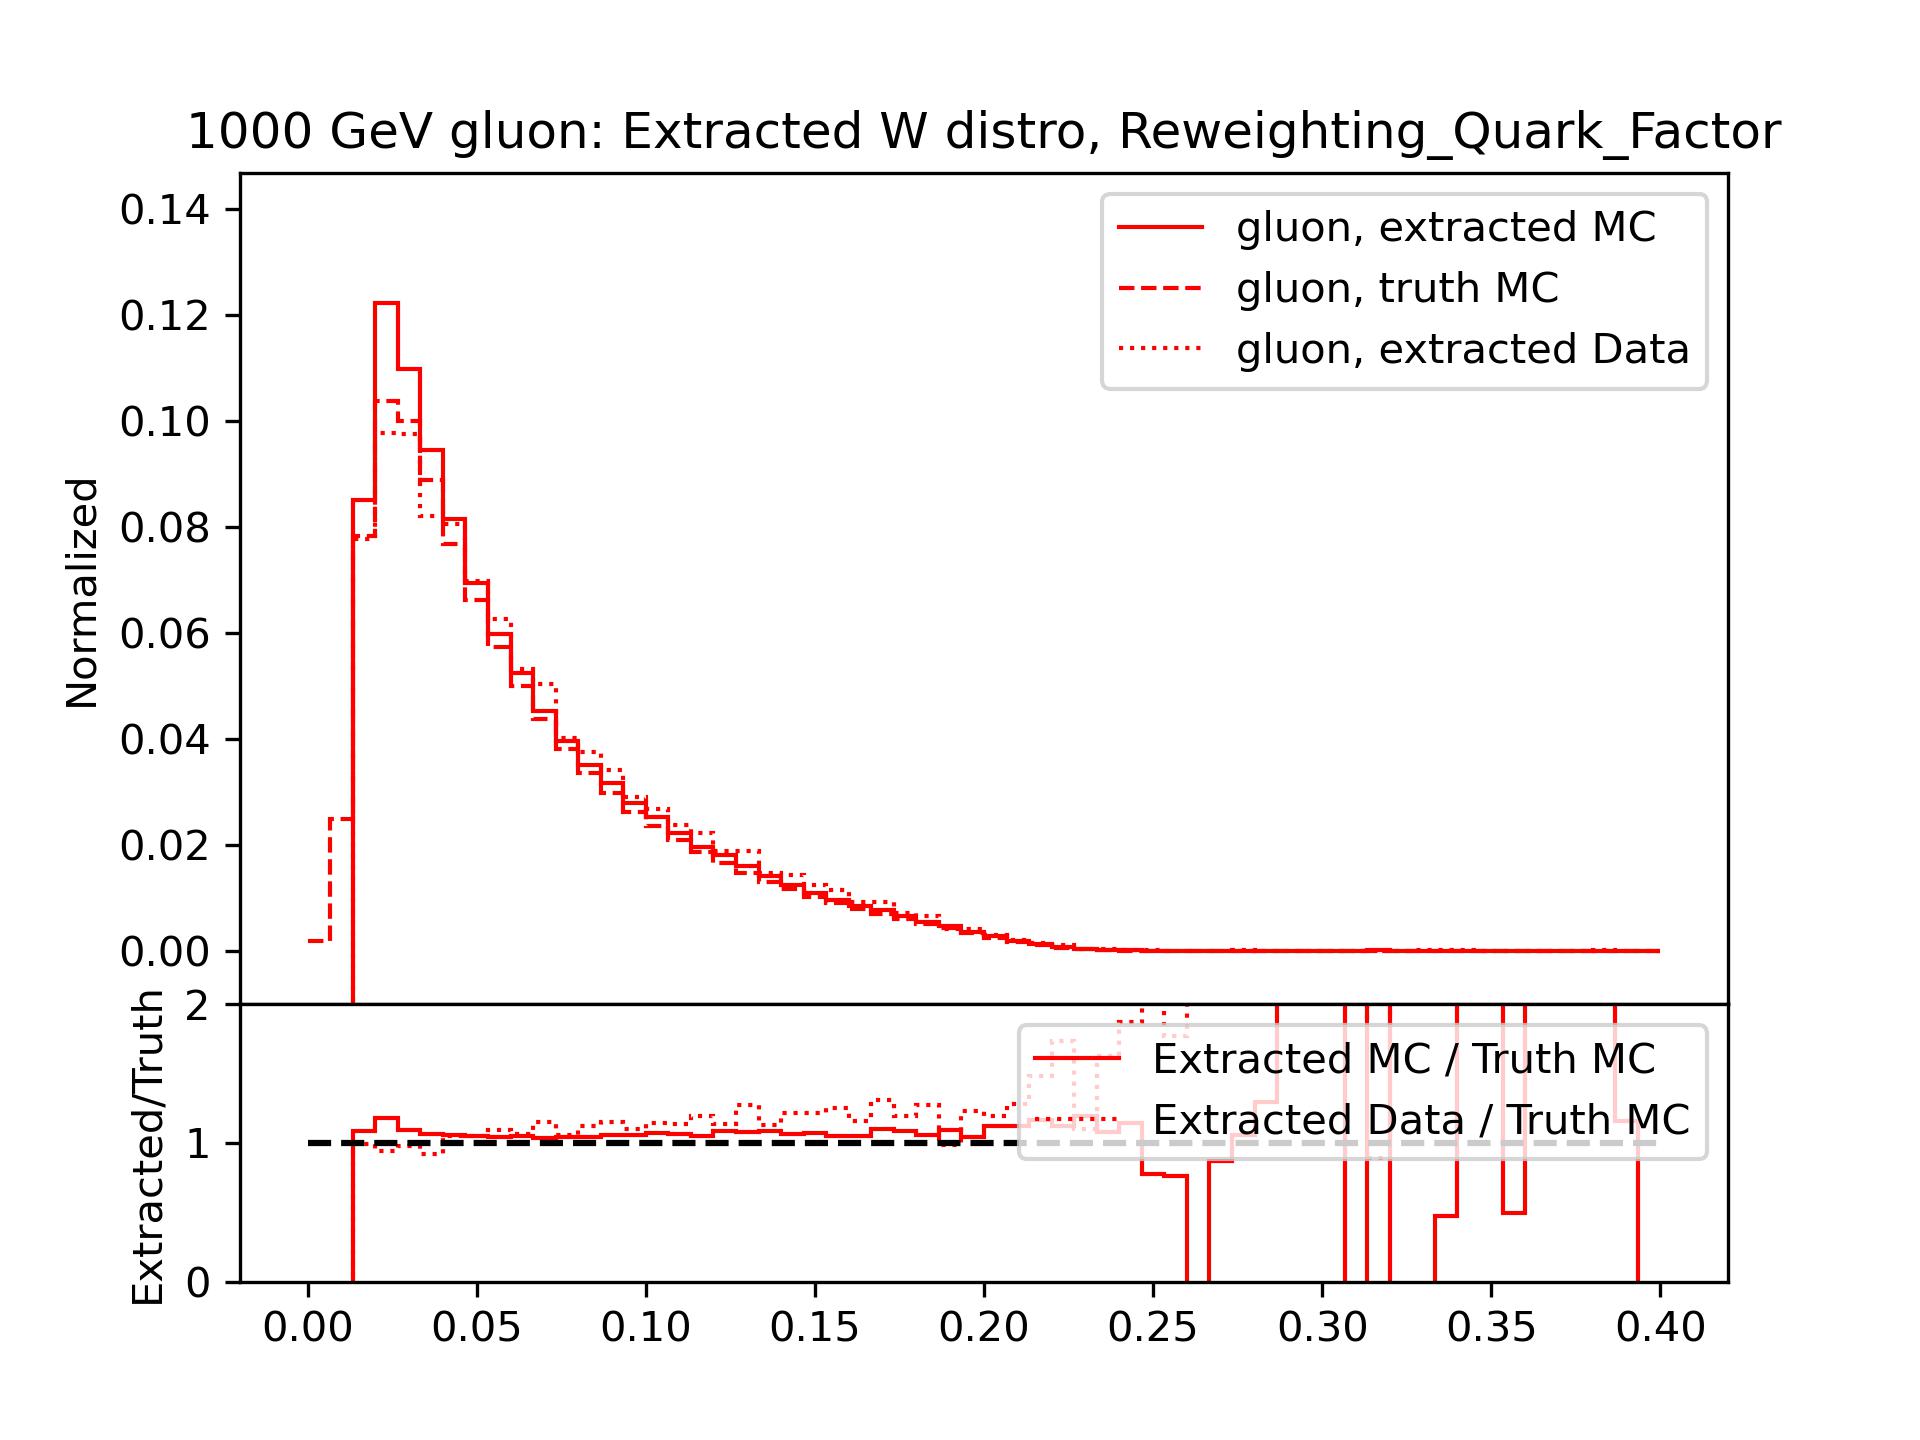 1000 GeV gluon: Extracted W distro, Reweighting_Quark_Factor
gluon, extracted MC
gluon, truth MC
gluon, extracted Data
Normalized
0.14
0.12
0.10
0.08
0.06
0.04
0.02
0.00
Extracted/Truth
2
1
0
Extracted MC / Truth MC
Extracted Data / Truth MC
0.00 0.05 0.10 0.15 0.20 0.25 0.30 0.35 0.40